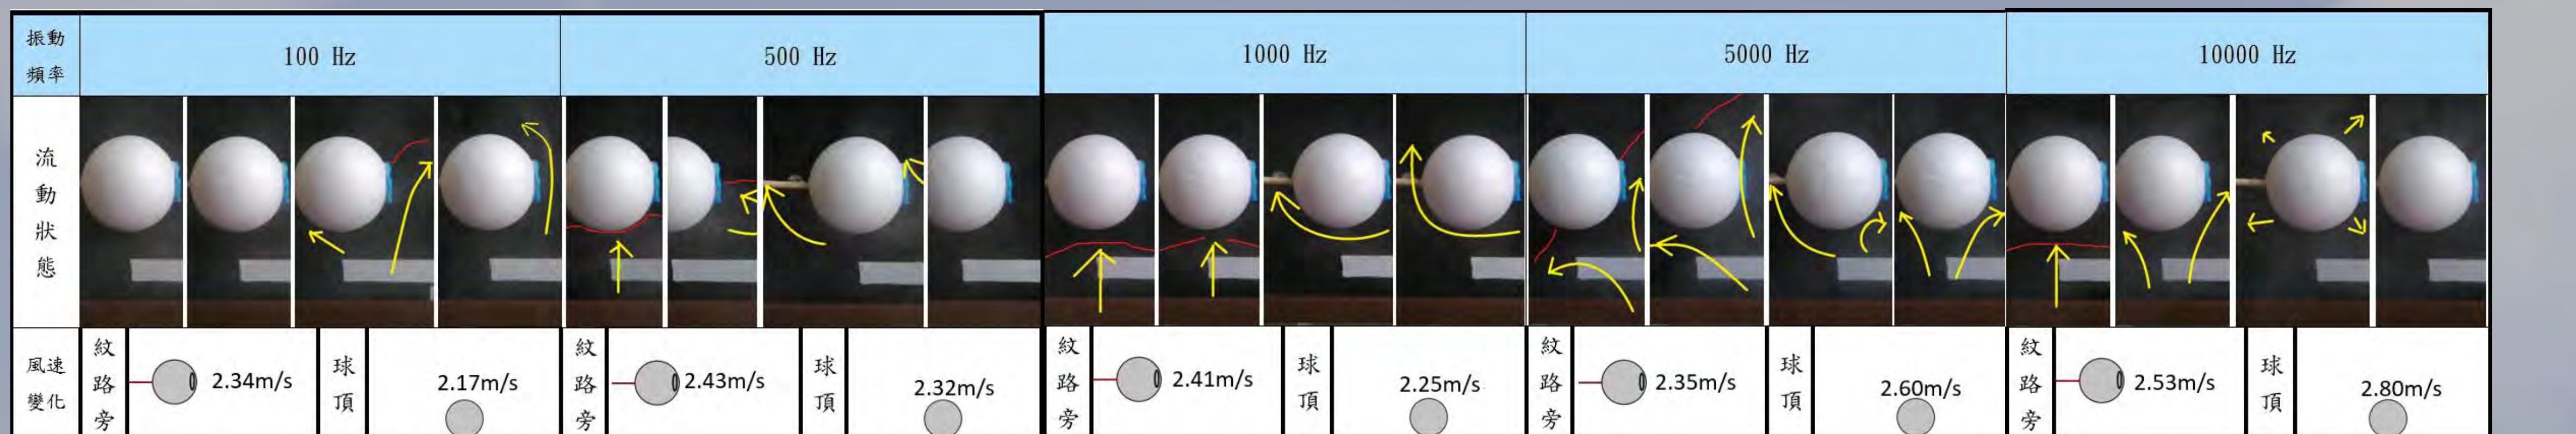 振動
頻率
100 Hz
500 Hz
1000 Hz
5000 Hz
10000 Hz
流
動
狀
態
風速
變化
紋
路
旁
2.34m/s
球
頂
2.17m/s
紋
路
旁
2.43m/s
球
頂
2.32m/s
紋
路
旁
2.41m/s
球
頂
2.25m/s
紋
路
旁
2.35m/s
球
頂
2.60m/s
紋
路
旁
2.53m/s
球
頂
2.80m/s